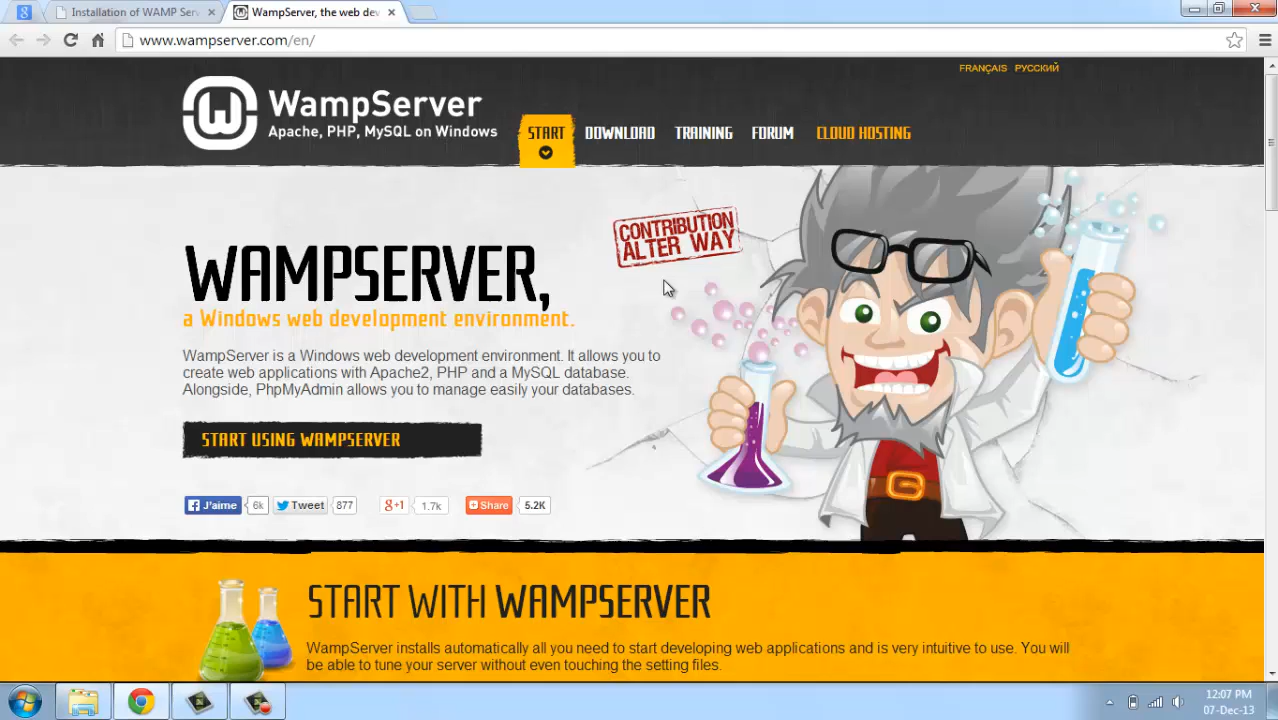 Installation of WAMP Serv
WampServer, the web dev
www.wampserver.com/en/
FRANÇAIS РУССКИЙ
WampServer
Apache, PHP, MySQL on Windows
START DOWNLOAD TRAINING FORUM CLOUD HOSTING
CONTRIBUTION
ALTER WAY
WAMPSERVER,
a Windows web development environment.
WampServer is a Windows web development environment. It allows you to
create web applications with Apache2, PHP and a MySQL database.
Alongside, PhpMyAdmin allows you to manage easily your databases.
START USING WAMPSERVER
J'aime 6k Tweet 877 g+1 1.7k Share 5.2K
START WITH WAMPSERVER
WampServer installs automatically all you need to start developing web applications and is very intuitive to use. You will
be able to tune your server without even touching the setting files.
12:07 PM
07-Dec-13